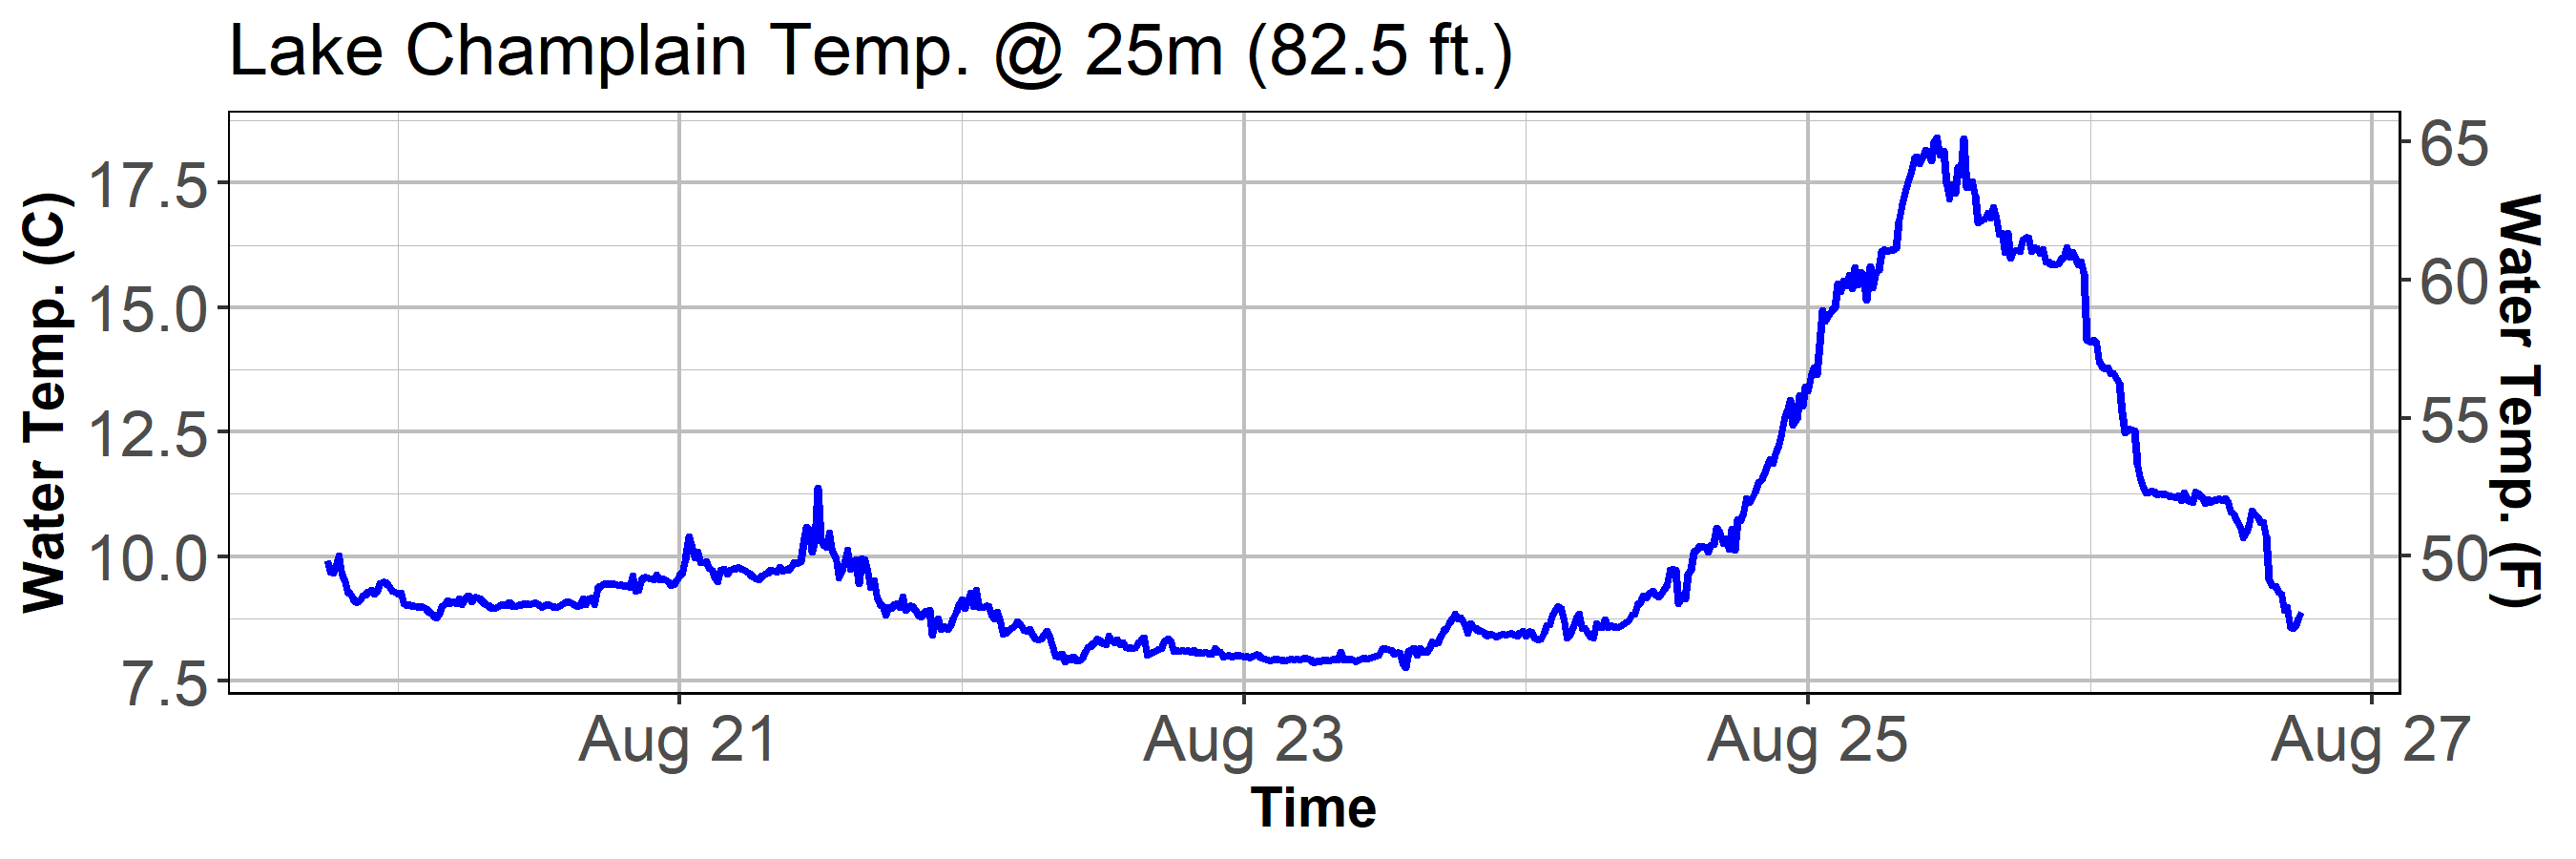 Lake Champlain Temp. @ 25m (82.5 ft.)
Water Temp. (C)
17.5
15.0
12.5
10.0
7.5
65
60
55
50
Water Temp. (F)
Aug 21 Aug 23 Aug 25 Aug 27
Time